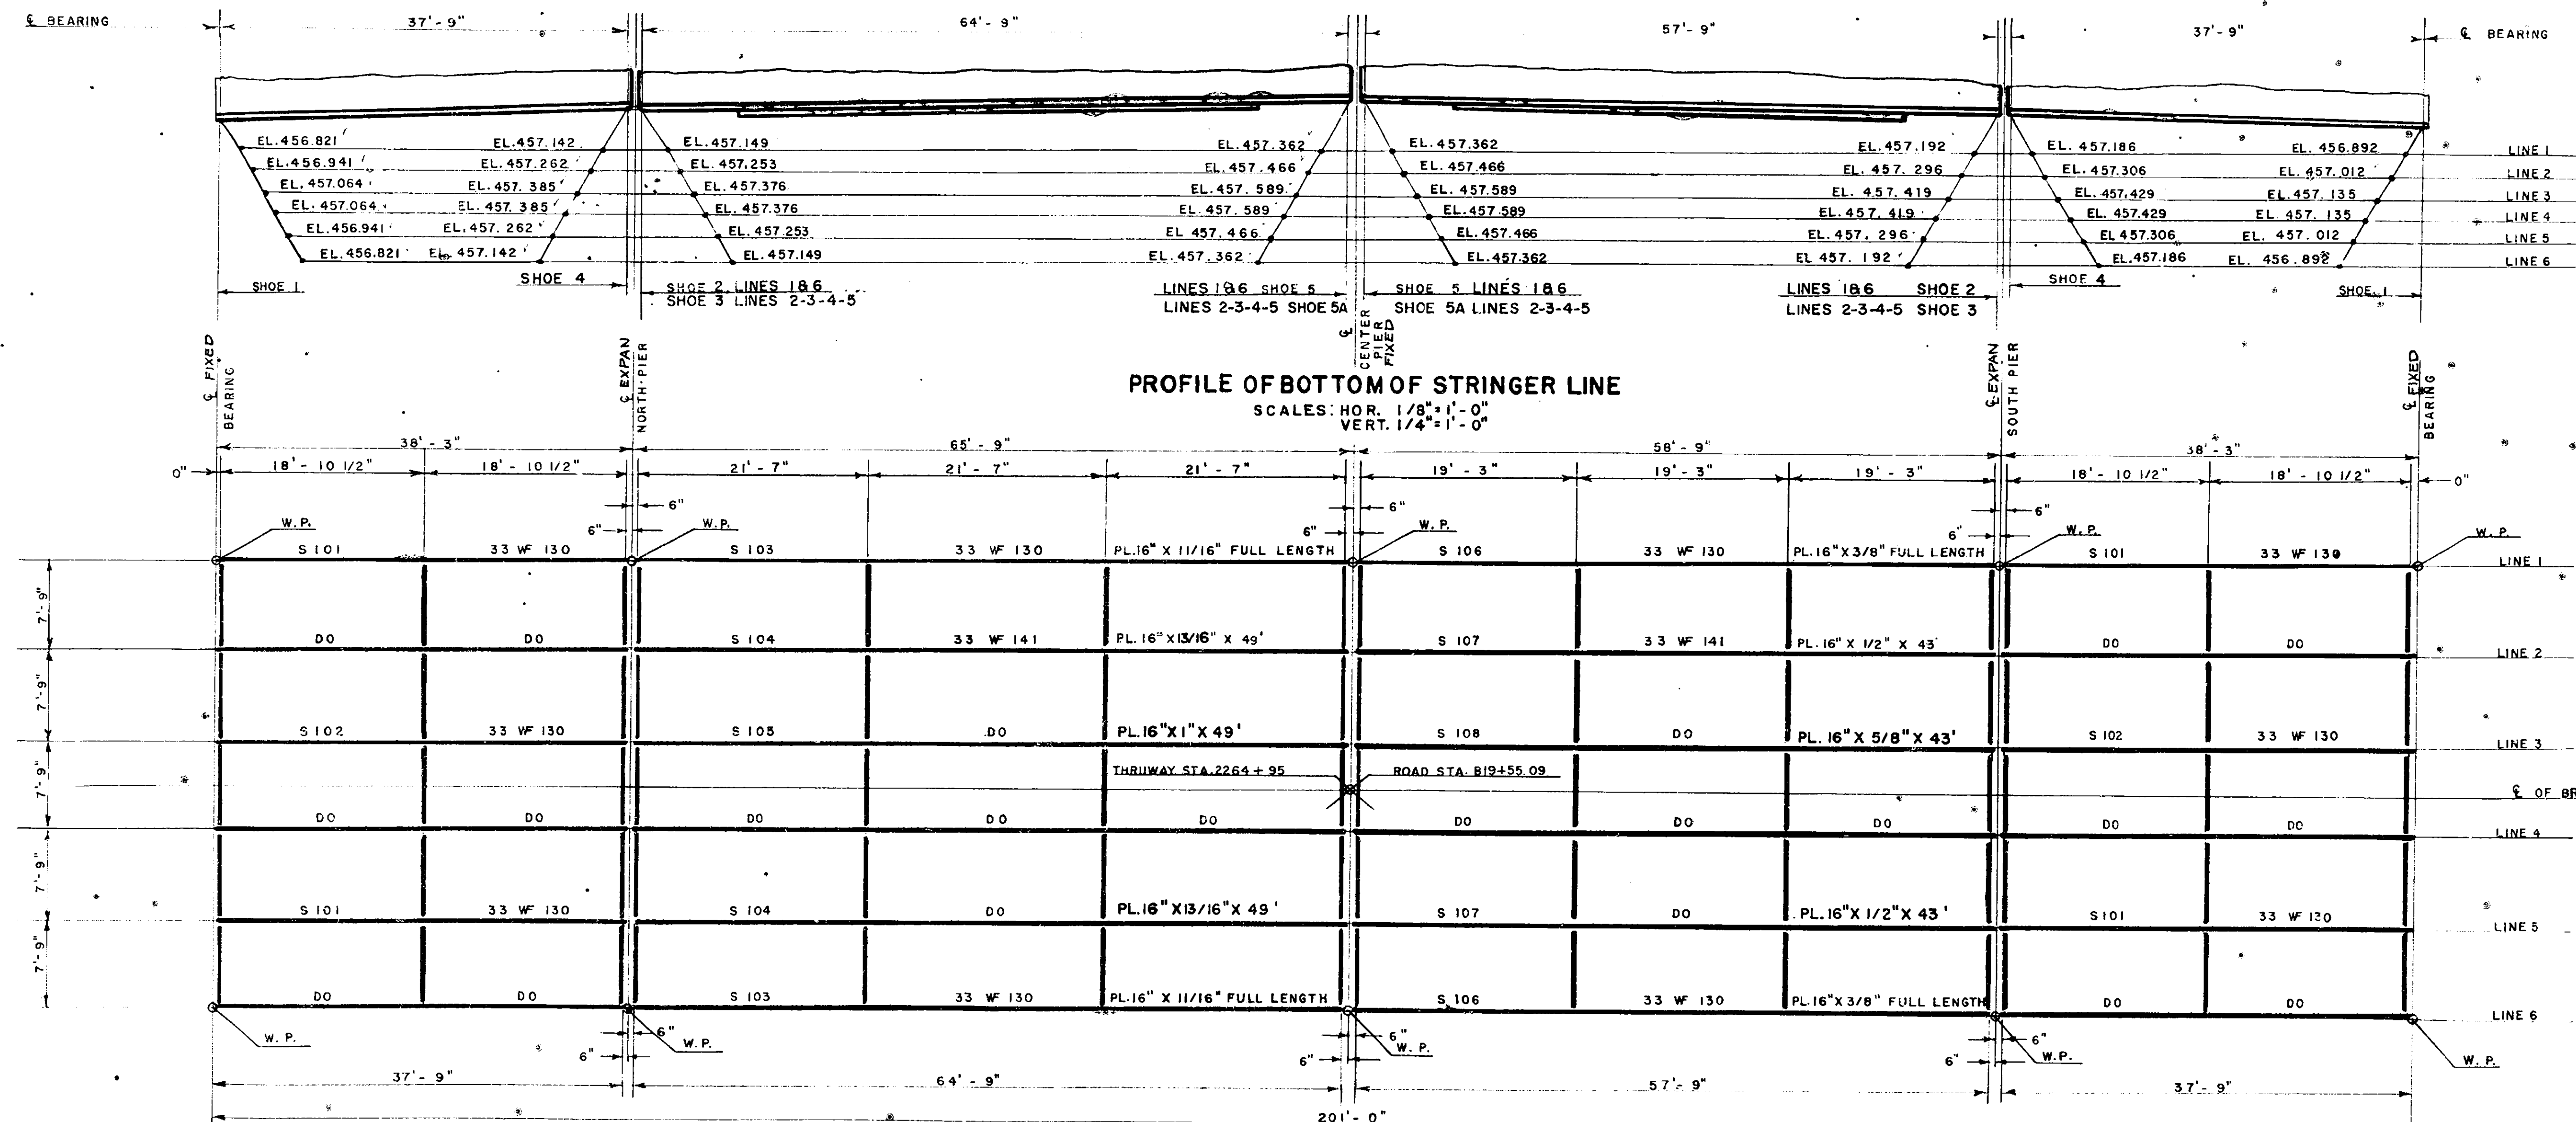 ℄ BEARING 37'-9" 64'-9" 57'-9" 37'-9" ℄ BEARING
EL.456.821 EL.457.142 EL.457.149 EL.457.362 EL.457.362 EL.457.192 EL.457.186 EL.456.892 LINE 1
EL.456.941 EL.457.262 EL.457.253 EL.457.466 EL.457.466 EL.457.296 EL.457.306 EL.457.012 LINE 2
EL.457.064 EL.457.385 EL.457.376 EL.457.589 EL.457.589 EL.457.419 EL.457.429 EL.457.135 LINE 3
EL.457.064 EL.457.385 EL.457.376 EL.457.589 EL.457.589 EL.457.419 EL.457.429 EL.457.135 LINE 4
EL.456.941 EL.457.262 EL.457.253 EL.457.466 EL.457.466 EL.457.296 EL.457.306 EL.457.012 LINE 5
EL.456.821 EL.457.142 EL.457.149 EL.457.362 EL.457.362 EL.457.192 EL.457.186 EL.456.892 LINE 6
SHOE 1 SHOE 4 SHOE 2 LINES 1&6 LINES 1&6 SHOE 5 SHOE 5 LINES 1&6 LINES 1&6 SHOE 2 SHOE 4 SHOE 1
SHOE 3 LINES 2-3-4-5 LINES 2-3-4-5 SHOE 5A SHOE 5A LINES 2-3-4-5 LINES 2-3-4-5 SHOE 3
℄ FIXED BEARING
℄ EXPAN NORTH PIER
℄ CENTER PIER FIXED
℄ EXPAN SOUTH PIER
℄ FIXED BEARING
PROFILE OF BOTTOM OF STRINGER LINE
SCALES: HOR. 1/8"=1'-0"
VERT. 1/4"=1'-0"
38'-3" 65'-9" 58'-9" 38'-3"
0" 18'-10 1/2" 18'-10 1/2" 21'-7" 21'-7" 21'-7" 19'-3" 19'-3" 19'-3" 18'-10 1/2" 18'-10 1/2" 0"
6" 6" 6"
W.P. 6" W.P. 6" W.P. 6" W.P. W.P.
S 101 33 WF 130 S 103 33 WF 130 PL.16" X 11/16" FULL LENGTH S 106 33 WF 130 PL.16" X 3/8" FULL LENGTH S 101 33 WF 130 LINE 1
7'-9"
DO DO S 104 33 WF 141 PL.16" X 13/16" X 49' S 107 33 WF 141 PL.16" X 1/2" X 43' DO DO LINE 2
7'-9"
S 102 33 WF 130 S 105 DO PL.16" X 1" X 49' S 108 DO PL.16" X 5/8" X 43' S 102 33 WF 130 LINE 3
7'-9"
THRUWAY STA.2264+95 ROAD STA. B19+55.09
℄ OF BR
DO DO DO DO DO DO DO DO DO DO LINE 4
7'-9"
S 101 33 WF 130 S 104 DO PL.16" X 13/16" X 49' S 107 DO PL.16" X 1/2" X 43' S 101 33 WF 130 LINE 5
7'-9"
DO DO S 103 33 WF 130 PL.16" X 11/16" FULL LENGTH S 106 33 WF 130 PL.16" X 3/8" FULL LENGTH DO DO LINE 6
W.P. 6" W.P. 6" W.P. 6" W.P. W.P.
6" 6" 6"
37'-9" 64'-9" 57'-9" 37'-9"
201'-0"